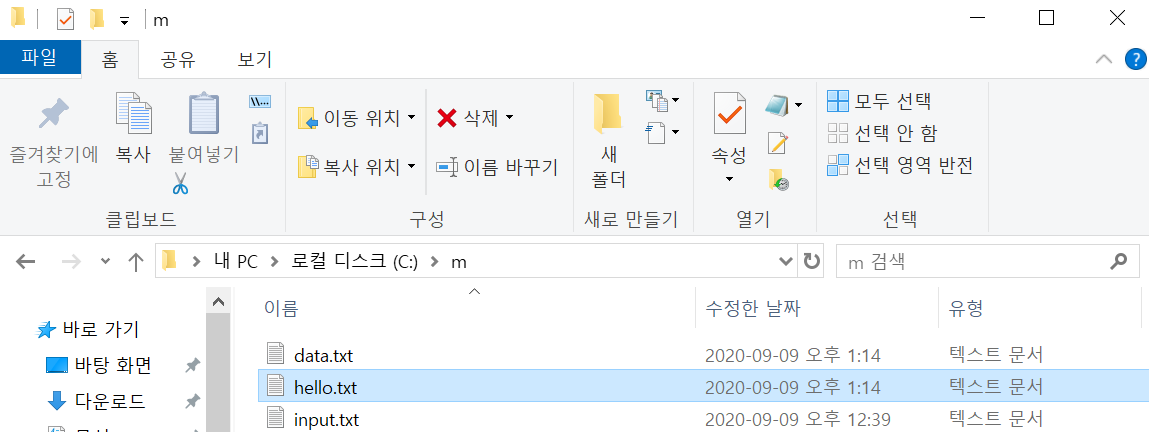 m
파일 홈 공유 보기
즐겨찾기에 고정
복사
붙여넣기
클립보드
이동 위치
복사 위치
삭제
이름 바꾸기
구성
새 폴더
새로 만들기
속성
열기
모두 선택
선택 안 함
선택 영역 반전
선택
내 PC 로컬 디스크 (C:) m
m 검색
바로 가기
바탕 화면
다운로드
이름 수정한 날짜 유형
data.txt 2020-09-09 오후 1:14 텍스트 문서
hello.txt 2020-09-09 오후 1:14 텍스트 문서
input.txt 2020-09-09 오후 12:39 텍스트 문서